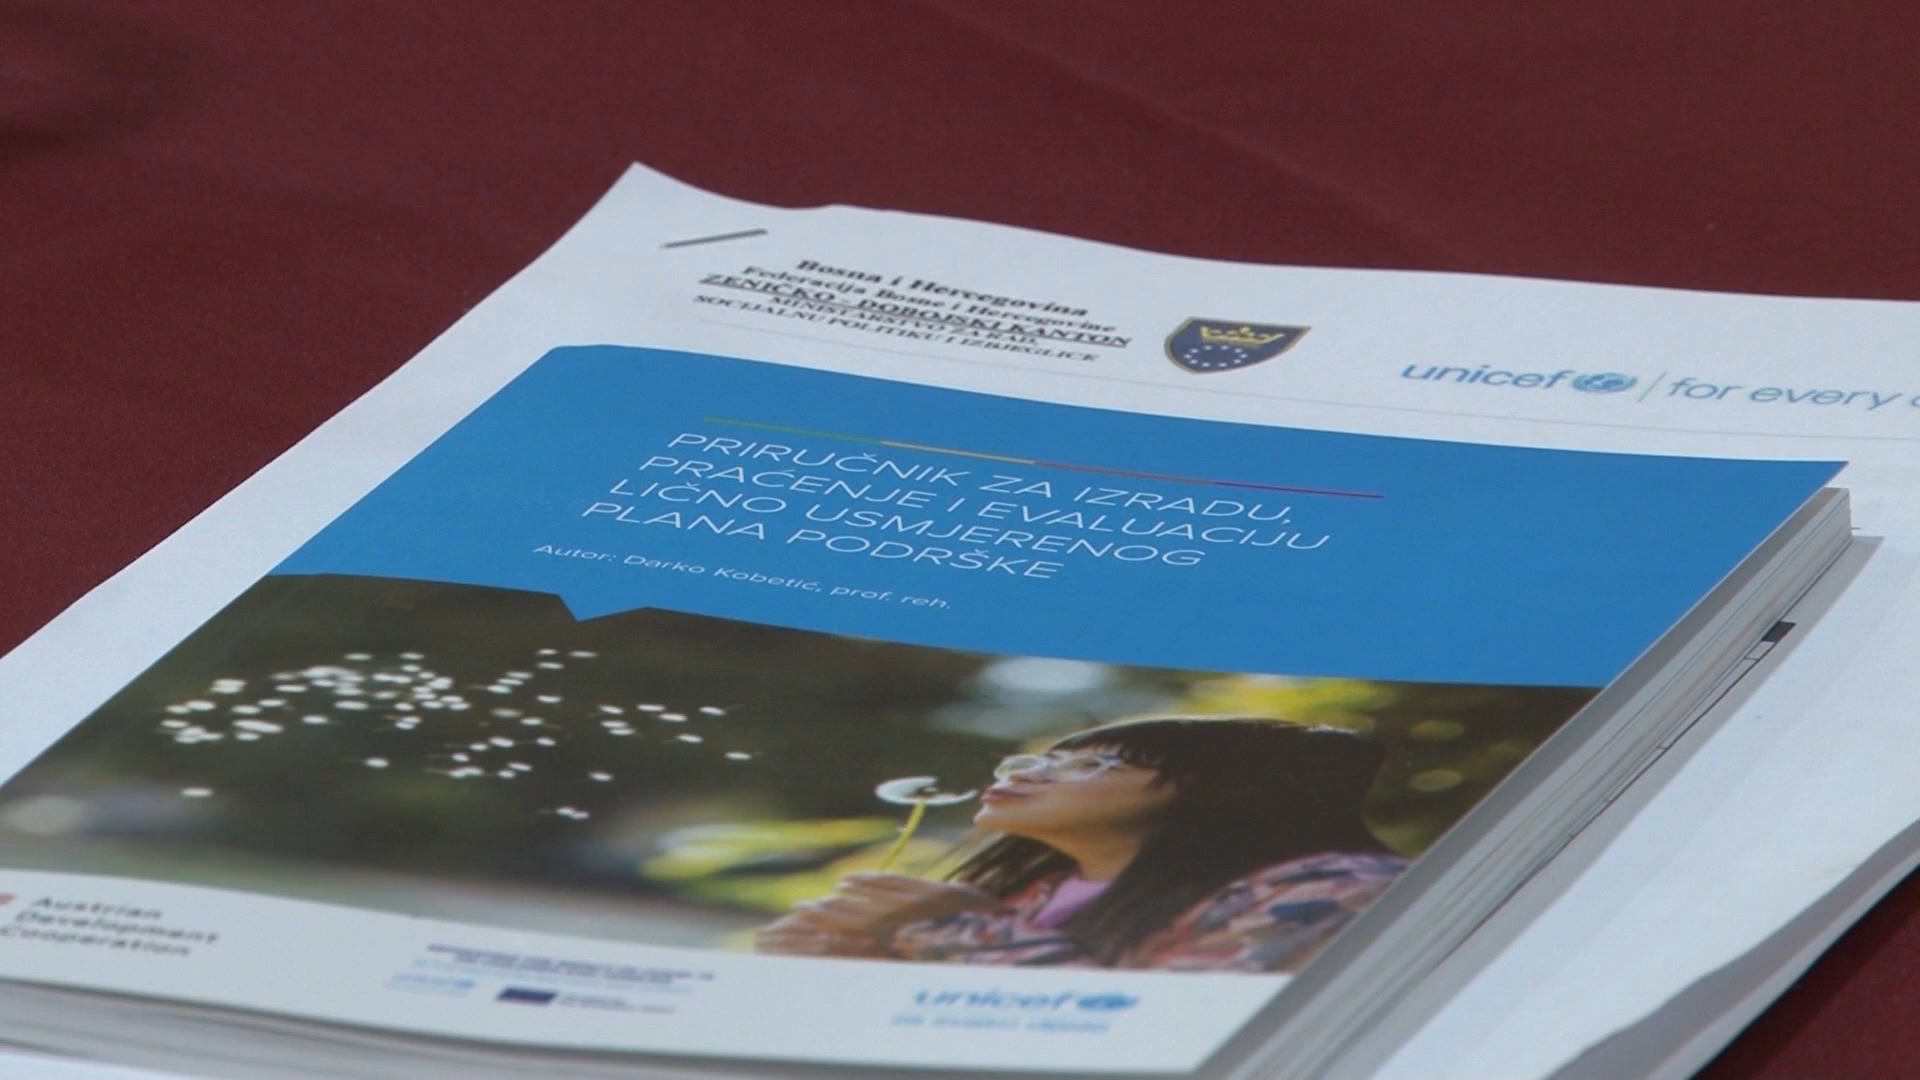 Bosna i Hercegovina
Federacija Bosne i Hercegovine
ZENIČKO - DOBOJSKI KANTON
MINISTARSTVO ZA RAD,
SOCIJALNU POLITIKU I IZBJEGLICE
unicef | for every
PRIRUČNIK ZA IZRADU,
PRAĆENJE I EVALUACIJU
LIČNO USMJERENOG
PLANA PODRŠKE
Autor: Darko Kobetić, prof. reh.
Austrian
Development
Cooperation
unicef